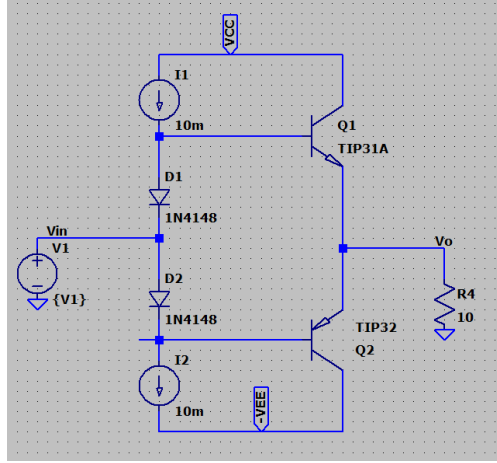 VCC
I1
10m
Q1
TIP31A
D1
1N4148
Vin
V1
{V1}
Vo
D2
1N4148
R4
10
TIP32
Q2
I2
10m
-VEE